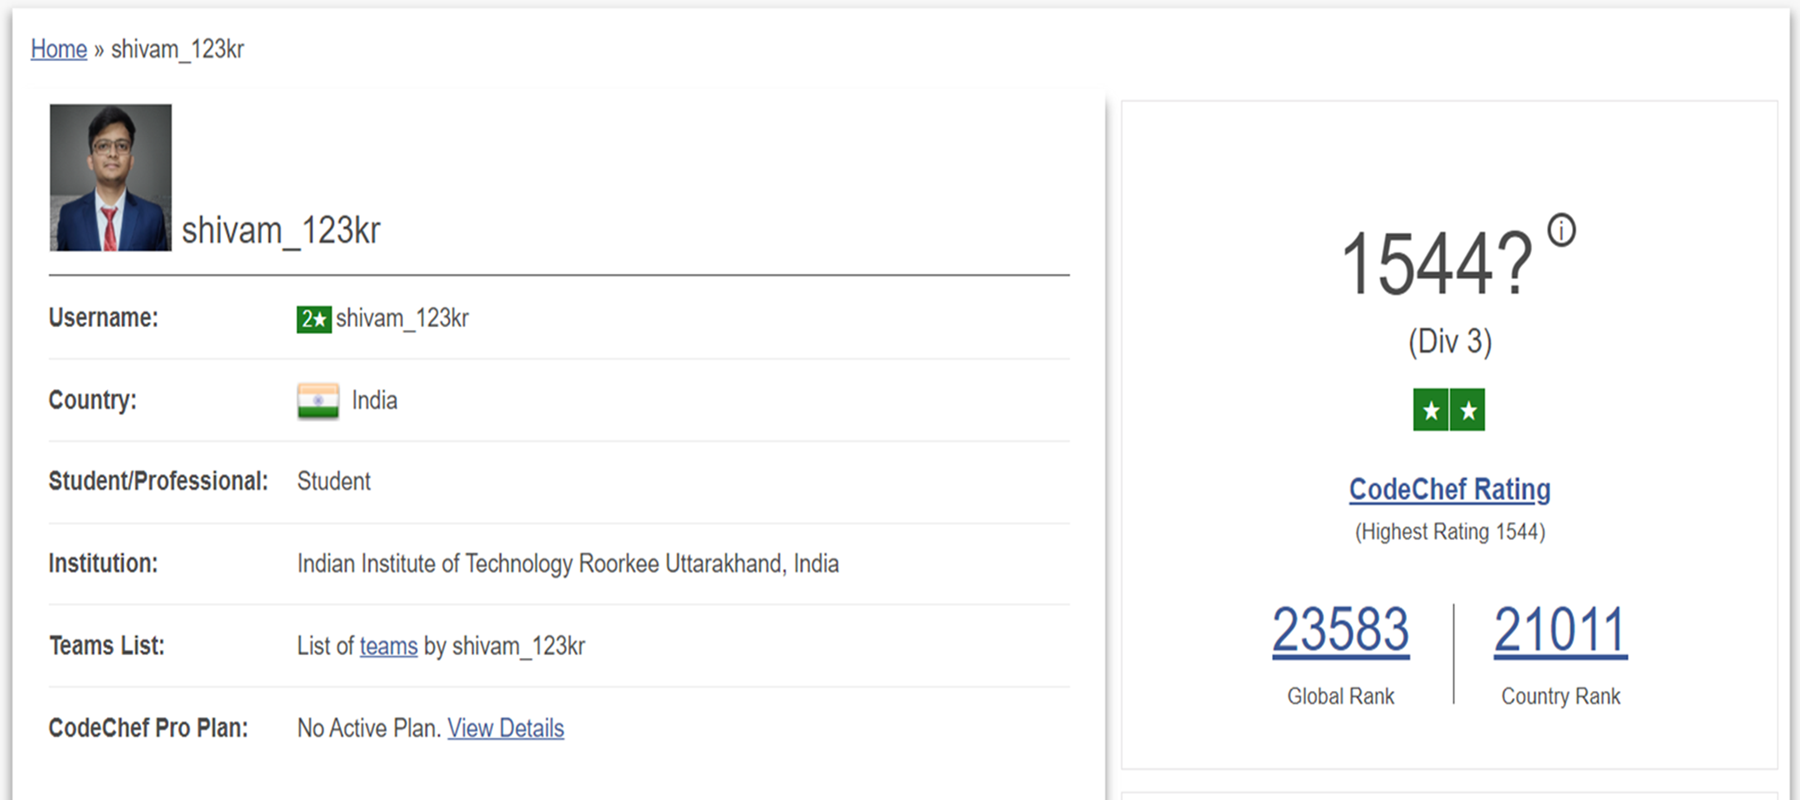 Home » shivam_123kr
shivam_123kr
Username: 2★ shivam_123kr
Country: India
Student/Professional: Student
Institution: Indian Institute of Technology Roorkee Uttarakhand, India
Teams List: List of teams by shivam_123kr
CodeChef Pro Plan: No Active Plan. View Details
1544? ⓘ
(Div 3)
★ ★
CodeChef Rating
(Highest Rating 1544)
23583 21011
Global Rank Country Rank